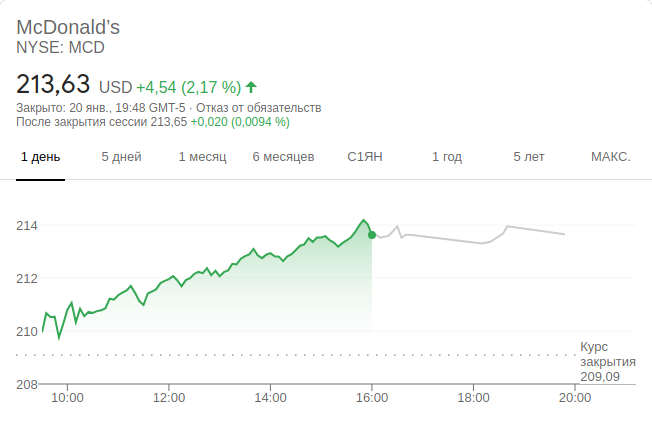 McDonald’s
NYSE: MCD
213,63 USD +4,54 (2,17 %)
Закрыто: 20 янв., 19:48 GMT-5 · Отказ от обязательств
После закрытия сессии 213,65 +0,020 (0,0094 %)
1 день 5 дней 1 месяц 6 месяцев С1ЯН 1 год 5 лет МАКС.
214
212
210
Курс
закрытия
209,09
208
10:00 12:00 14:00 16:00 18:00 20:00